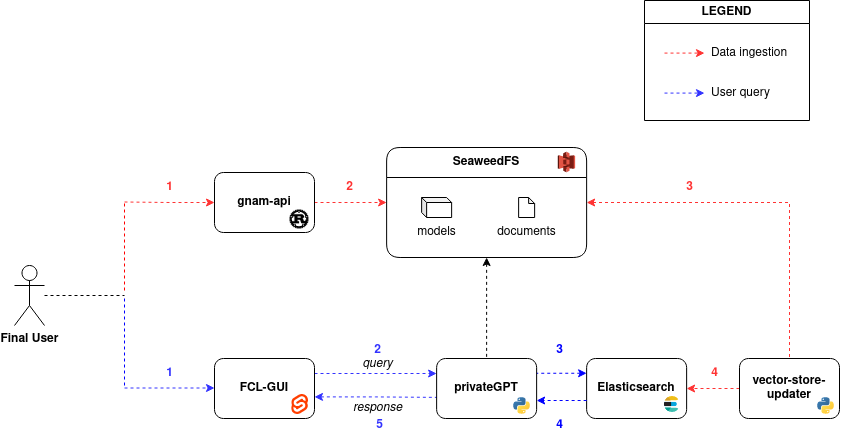 LEGEND
Data ingestion
User query
SeaweedFS
1
2
3
gnam-api
models
documents
Final User
1
2
query
3
FCL-GUI
privateGPT
Elasticsearch
4
vector-store-
updater
response
5
4